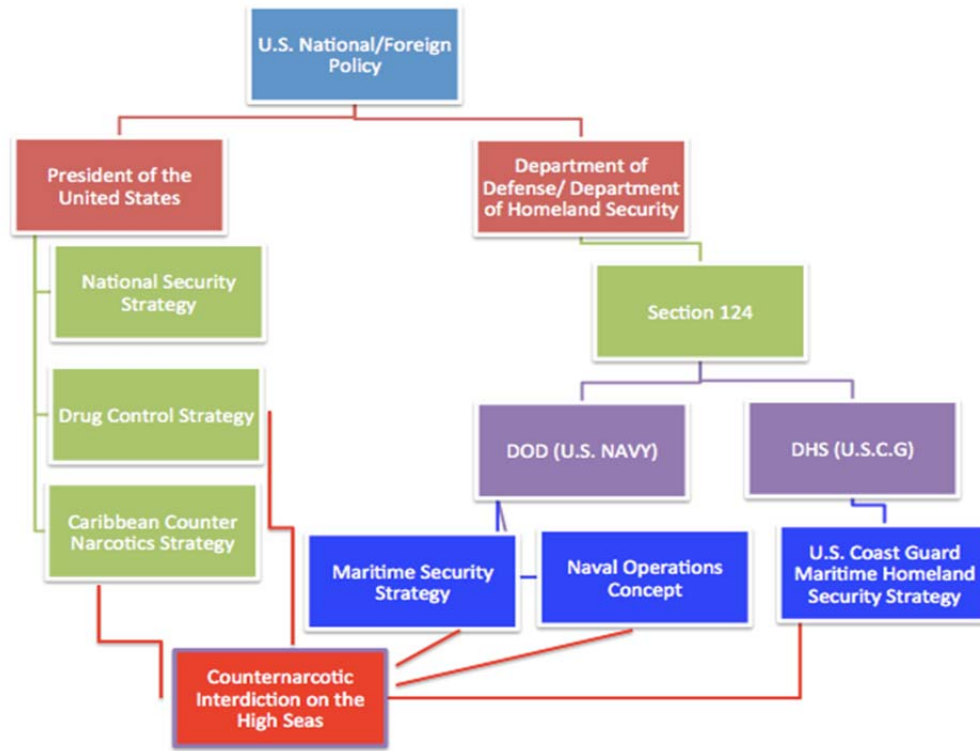 U.S. National/Foreign
Policy
President of the
United States
Department of
Defense/ Department
of Homeland Security
National Security
Strategy
Section 124
Drug Control Strategy
DOD (U.S. NAVY)
DHS (U.S.C.G)
Caribbean Counter
Narcotics Strategy
Maritime Security
Strategy
Naval Operations
Concept
U.S. Coast Guard
Maritime Homeland
Security Strategy
Counternarcotic
Interdiction on the
High Seas